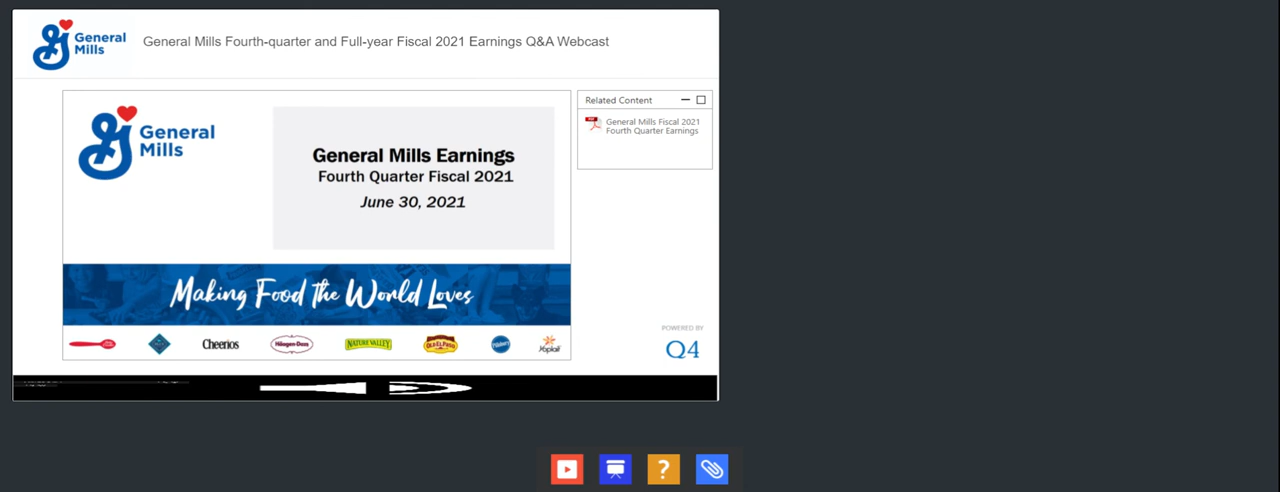 General
Mills
General Mills Fourth-quarter and Full-year Fiscal 2021 Earnings Q&A Webcast
General
Mills
General Mills Earnings
Fourth Quarter Fiscal 2021
June 30, 2021
Making Food the World Loves
Cheerios
Häagen-Dazs
NATURE VALLEY
OLD EL PASO
Pillsbury
Yoplait
Related Content
PDF
General Mills Fiscal 2021
Fourth Quarter Earnings
POWERED BY
Q4
?